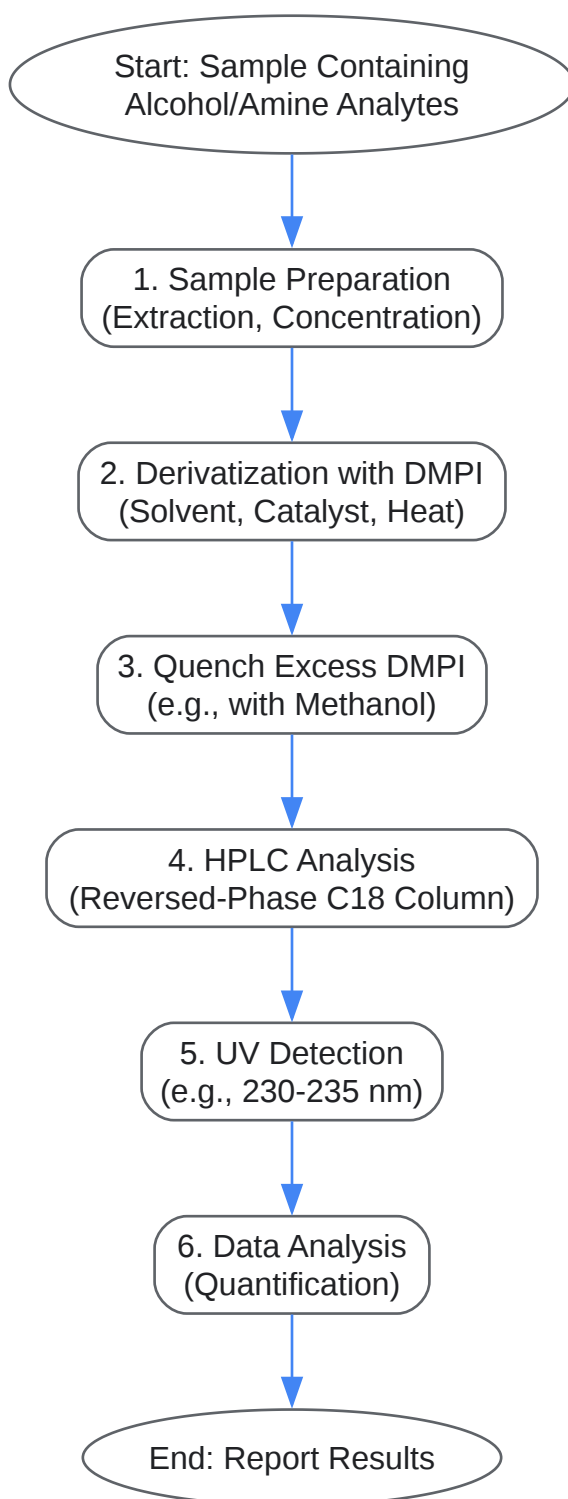 Start: Sample Containing
Alcohol/Amine Analytes
1. Sample Preparation
(Extraction, Concentration)
2. Derivatization with DMPI
(Solvent, Catalyst, Heat)
3. Quench Excess DMPI
(e.g., with Methanol)
4. HPLC Analysis
(Reversed-Phase C18 Column)
5. UV Detection
(e.g., 230-235 nm)
6. Data Analysis
(Quantification)
End: Report Results